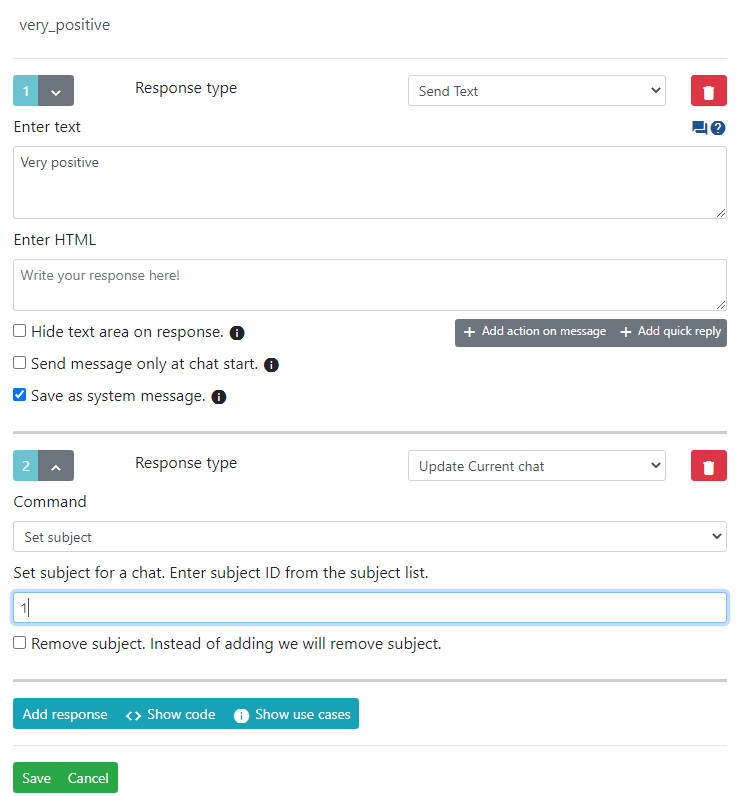 very_positive
1 Response type Send Text
Enter text
Very positive
Enter HTML
Write your response here!
Hide text area on response.
Add action on message Add quick reply
Send message only at chat start.
Save as system message.
2 Response type Update Current chat
Command
Set subject
Set subject for a chat. Enter subject ID from the subject list.
1
Remove subject. Instead of adding we will remove subject.
Add response Show code Show use cases
Save Cancel